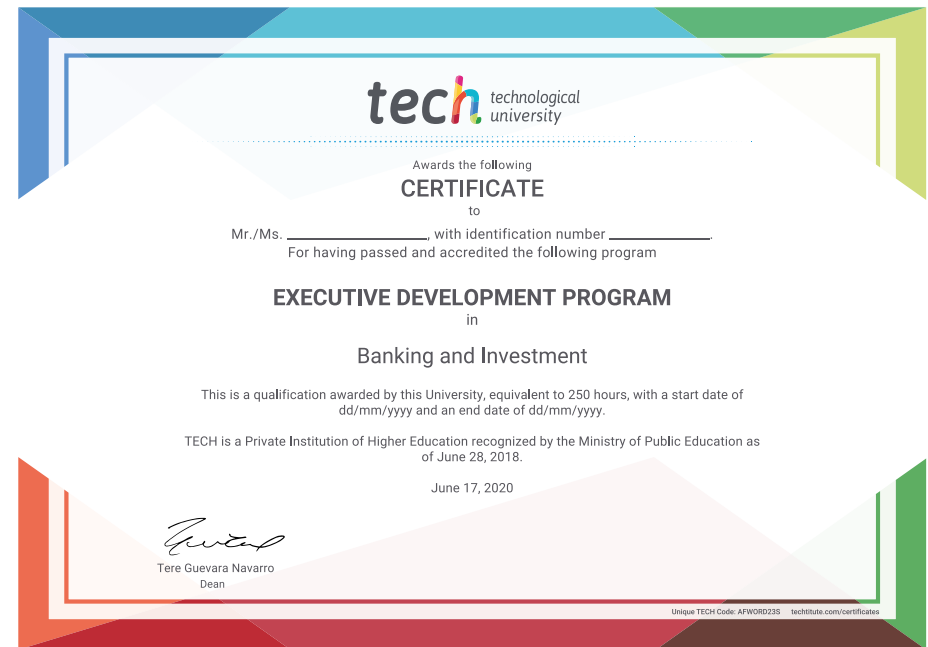 tech technological
university
Awards the following
CERTIFICATE
to
Mr./Ms. ____________________, with identification number ______________.
For having passed and accredited the following program
EXECUTIVE DEVELOPMENT PROGRAM
in
Banking and Investment
This is a qualification awarded by this University, equivalent to 250 hours, with a start date of
dd/mm/yyyy and an end date of dd/mm/yyyy.
TECH is a Private Institution of Higher Education recognized by the Ministry of Public Education as
of June 28, 2018.
June 17, 2020
Tere Guevara Navarro
Dean
Unique TECH Code: AFWORD23S techtitute.com/certificates